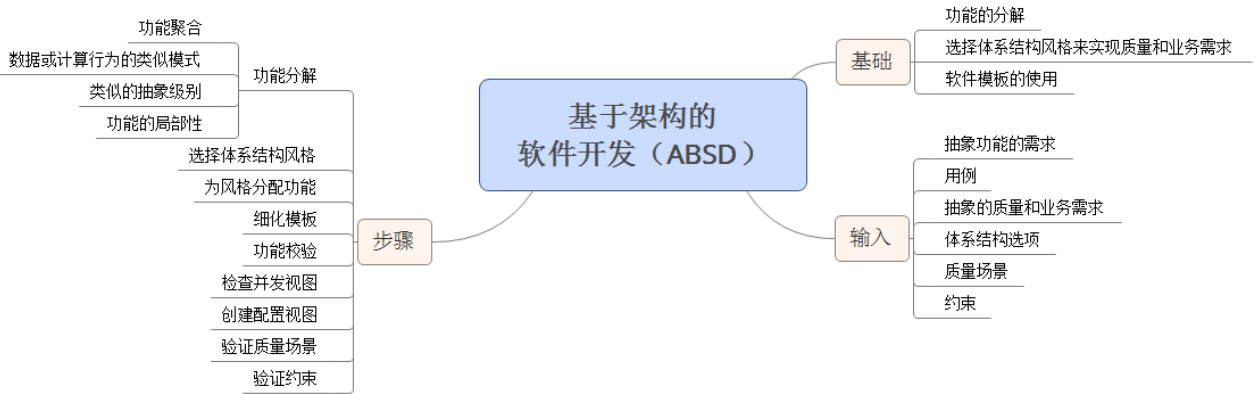 基于架构的
软件开发（ABSD）
基础
功能的分解
选择体系结构风格来实现质量和业务需求
软件模板的使用
输入
抽象功能的需求
用例
抽象的质量和业务需求
体系结构选项
质量场景
约束
步骤
功能分解
功能聚合
数据或计算行为的类似模式
类似的抽象级别
功能的局部性
选择体系结构风格
为风格分配功能
细化模板
功能校验
检查并发视图
创建配置视图
验证质量场景
验证约束